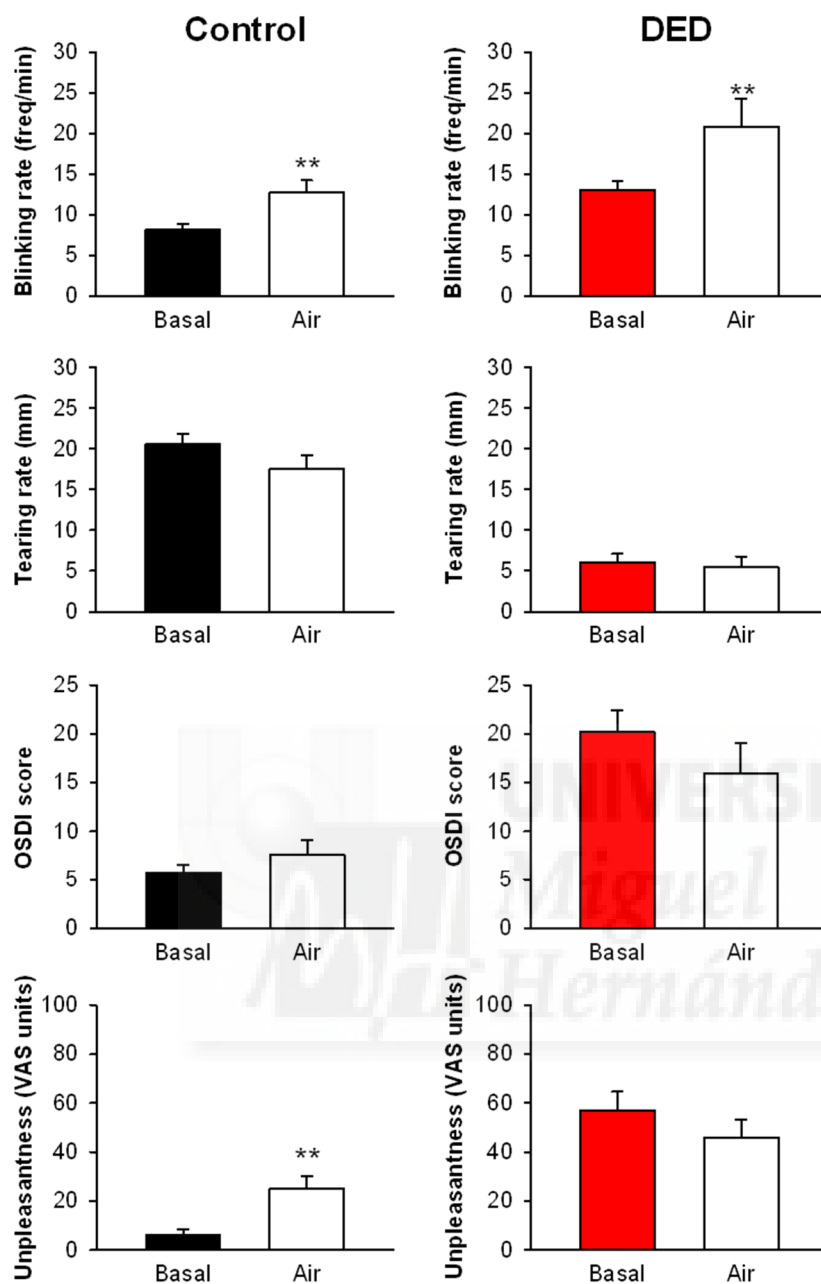 Control
DED
Blinking rate (freq/min)
30
25
20
15
10
5
0
**
Basal Air
Blinking rate (freq/min)
30
25
20
15
10
5
0
**
Basal Air
Tearing rate (mm)
30
25
20
15
10
5
0
Basal Air
Tearing rate (mm)
30
25
20
15
10
5
0
Basal Air
OSDI score
25
20
15
10
5
0
Basal Air
OSDI score
25
20
15
10
5
0
Basal Air
Unpleasantness (VAS units)
100
80
60
40
20
0
**
Basal Air
Unpleasantness (VAS units)
100
80
60
40
20
0
Basal Air
UNIVERSI
Miguel
Hernánd